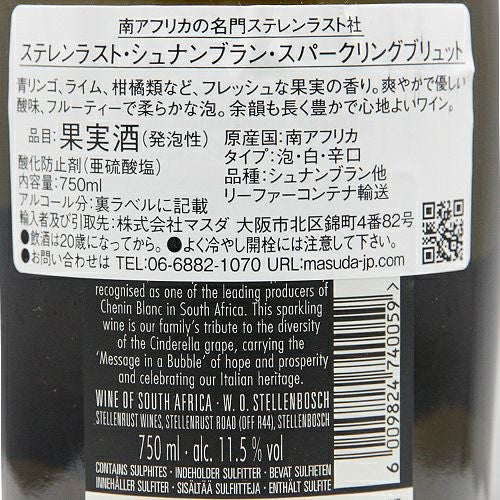 南アフリカの名門ステレンラスト社
ステレンラスト・シュナンブラン・スパークリングブリュット
青リンゴ、ライム、柑橘類など、フレッシュな果実の香り。爽やかで優しい
酸味、フルーティーで柔らかな泡。余韻も長く豊かで心地よいワイン。
品目:果実酒(発泡性) 原産国:南アフリカ
酸化防止剤(亜硫酸塩) タイプ:泡・白・辛口
内容量:750ml 品種:シュナンブラン他
アルコール分:裏ラベルに記載 リーファーコンテナ輸送
輸入者及び引取先:株式会社マスダ 大阪市北区錦町4番82号
●飲酒は20歳になってから。●よく冷やし開栓には注意して下さい。
●お問い合わせは TEL:06-6882-1070 URL:masuda-jp.com
recognised as one of the leading producers of
Chenin Blanc in South Africa. This sparkling
wine is our family's tribute to the diversity
of the Cinderella grape, carrying the
'Message in a Bubble' of hope and prosperity
and celebrating our Italian heritage.
WINE OF SOUTH AFRICA · W. O. STELLENBOSCH
STELLENRUST WINES, STELLENRUST ROAD (OFF R44), STELLENBOSCH
750 ml · alc. 11.5% vol
CONTAINS SULPHITES · INDEHOLDER SULFITTER · BEVAT SULFIETEN
INNEHÅLLER SULFITER · SISÄLTÄÄ SULFIITTEJA · ENTHÄLT SULFITE
6009824740059>